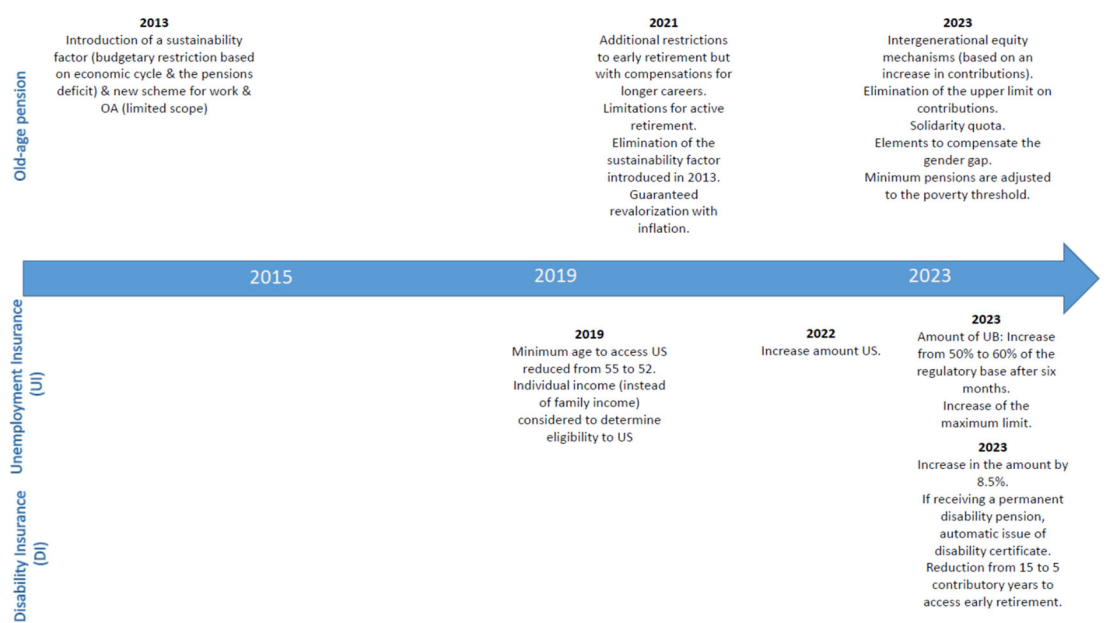 Old-age pension
2013
Introduction of a sustainability
factor (budgetary restriction based
on economic cycle & the pensions
deficit) & new scheme for work &
OA (limited scope)
2021
Additional restrictions
to early retirement but
with compensations for
longer careers.
Limitations for active
retirement.
Elimination of the
sustainability factor
introduced in 2013.
Guaranteed
revalorization with
inflation.
2023
Intergenerational equity
mechanisms (based on an
increase in contributions).
Elimination of the upper limit on
contributions.
Solidarity quota.
Elements to compensate the
gender gap.
Minimum pensions are adjusted
to the poverty threshold.
2015
2019
2023
Unemployment Insurance
(UI)
2019
Minimum age to access US
reduced from 55 to 52.
Individual income (instead
of family income)
considered to determine
eligibility to US
2022
Increase amount US.
2023
Amount of UB: Increase
from 50% to 60% of the
regulatory base after six
months.
Increase of the
maximum limit.
Disability Insurance
(DI)
2023
Increase in the amount by
8.5%.
If receiving a permanent
disability pension,
automatic issue of
disability certificate.
Reduction from 15 to 5
contributory years to
access early retirement.